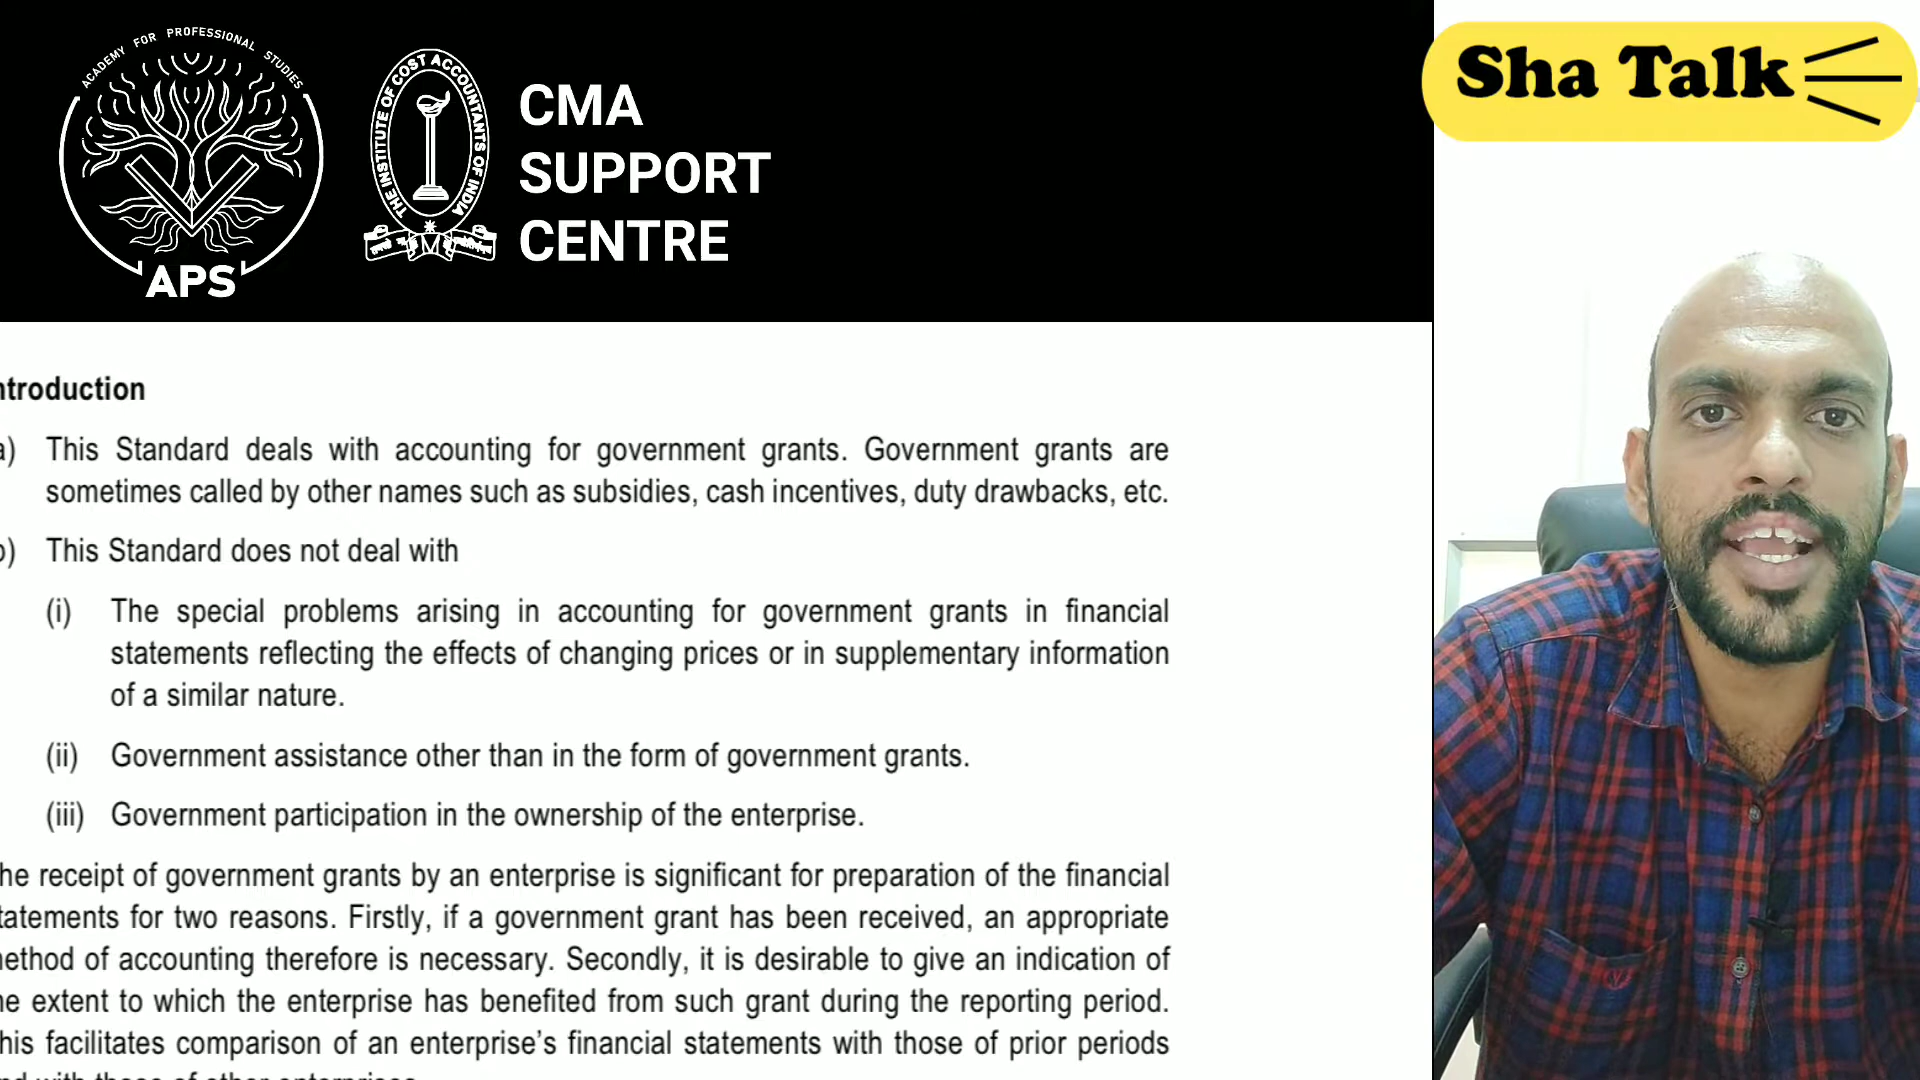 ACADEMY FOR PROFESSIONAL STUDIES
APS
THE INSTITUTE OF COST ACCOUNTANTS OF INDIA
CMA
SUPPORT
CENTRE
Sha Talk
ntroduction
a) This Standard deals with accounting for government grants. Government grants are
sometimes called by other names such as subsidies, cash incentives, duty drawbacks, etc.
b) This Standard does not deal with
(i) The special problems arising in accounting for government grants in financial
statements reflecting the effects of changing prices or in supplementary information
of a similar nature.
(ii) Government assistance other than in the form of government grants.
(iii) Government participation in the ownership of the enterprise.
he receipt of government grants by an enterprise is significant for preparation of the financial
tatements for two reasons. Firstly, if a government grant has been received, an appropriate
ethod of accounting therefore is necessary. Secondly, it is desirable to give an indication of
he extent to which the enterprise has benefited from such grant during the reporting period.
his facilitates comparison of an enterprise's financial statements with those of prior periods